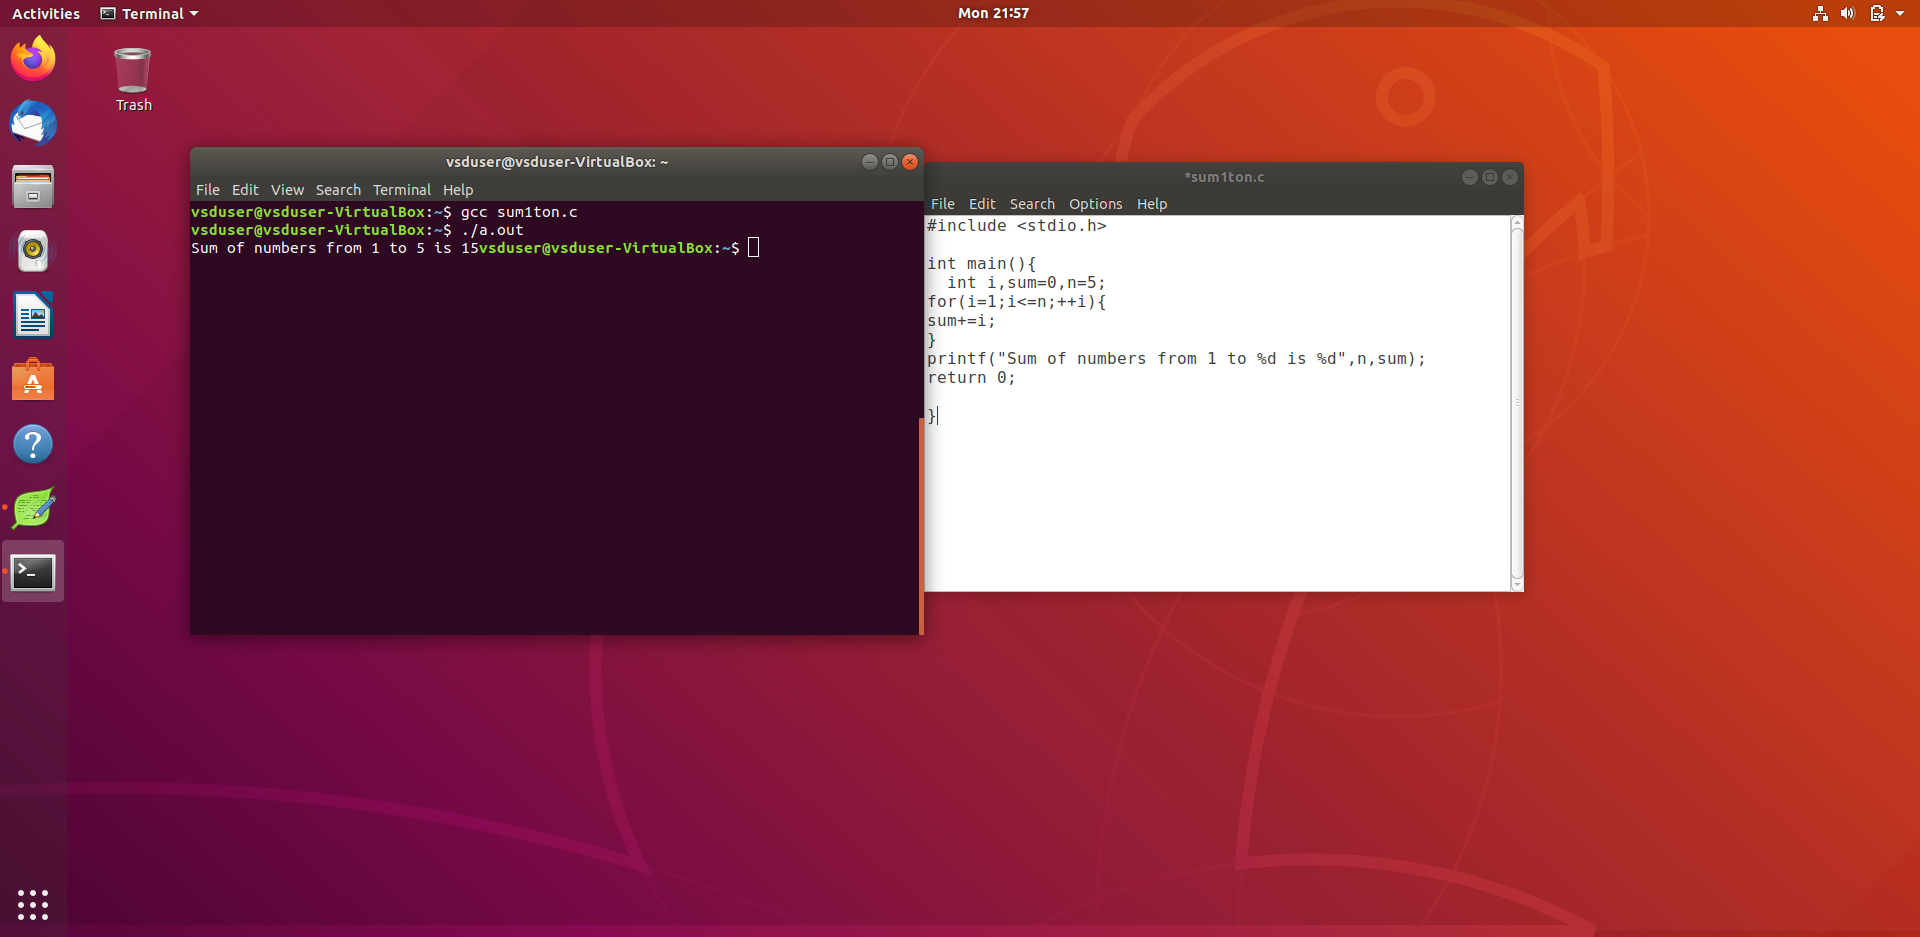 Activities Terminal Mon 21:57
Trash
vsduser@vsduser-VirtualBox: ~
File Edit View Search Terminal Help
vsduser@vsduser-VirtualBox:~$ gcc sum1ton.c
vsduser@vsduser-VirtualBox:~$ ./a.out
Sum of numbers from 1 to 5 is 15vsduser@vsduser-VirtualBox:~$
*sum1ton.c
File Edit Search Options Help
#include <stdio.h>
int main(){
  int i,sum=0,n=5;
for(i=1;i<=n;++i){
sum+=i;
}
printf("Sum of numbers from 1 to %d is %d",n,sum);
return 0;
}